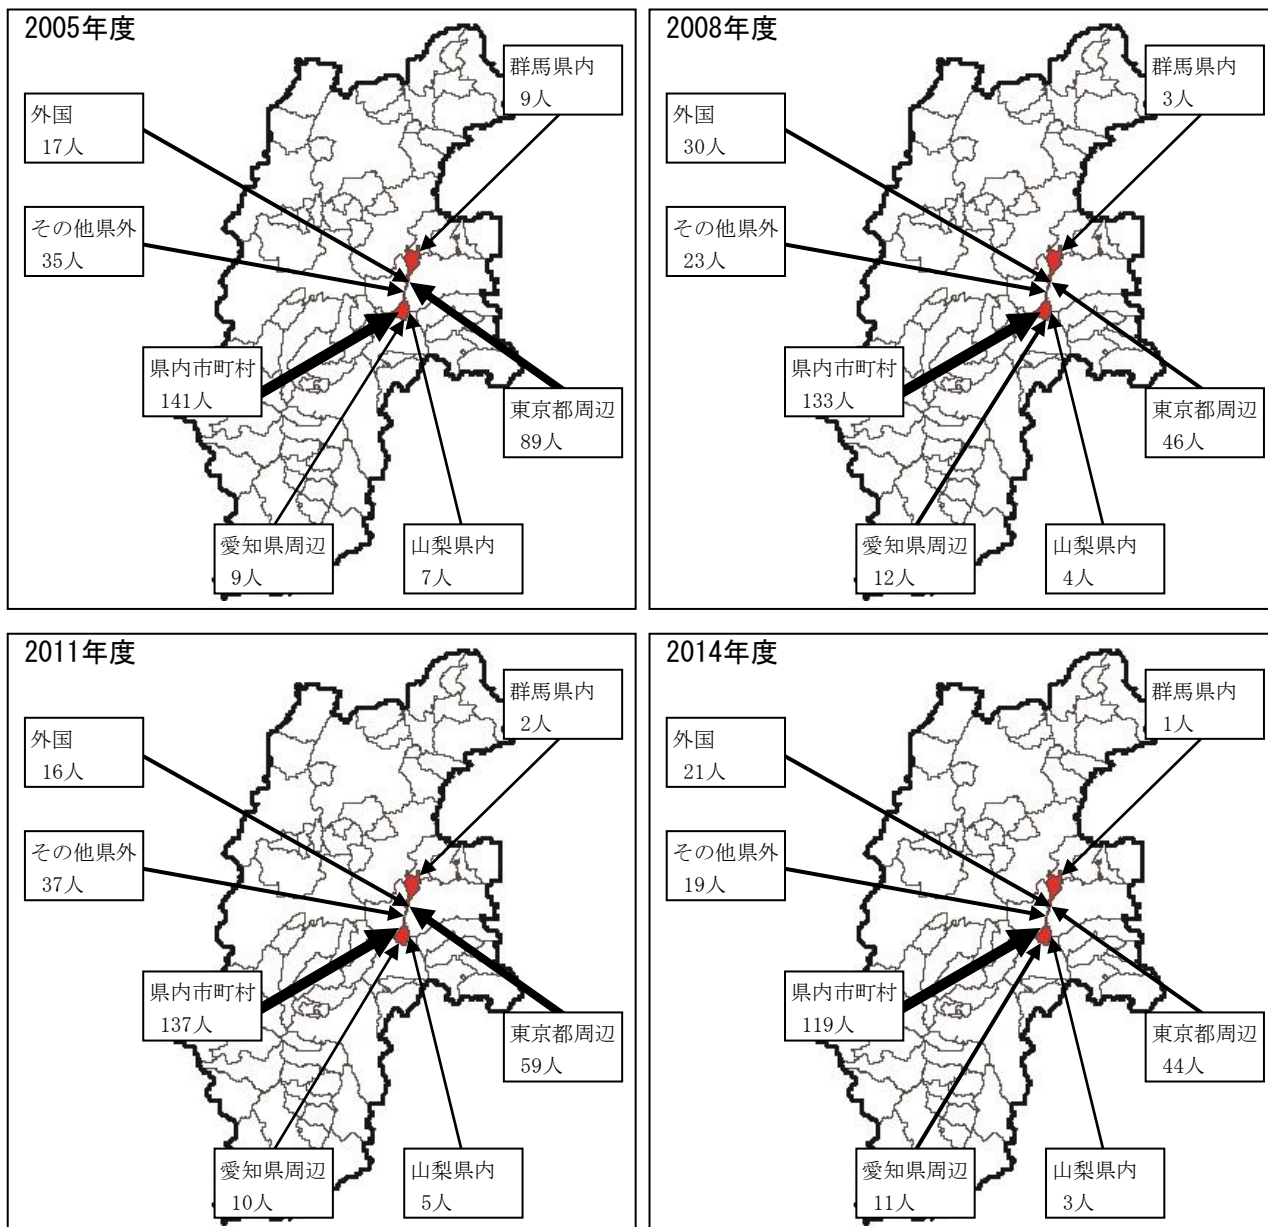 2005年度
群馬県内
9人
外国
17人
その他県外
35人
県内市町村
141人
東京都周辺
89人
愛知県周辺
9人
山梨県内
7人
2008年度
群馬県内
3人
外国
30人
その他県外
23人
県内市町村
133人
東京都周辺
46人
愛知県周辺
12人
山梨県内
4人
2011年度
群馬県内
2人
外国
16人
その他県外
37人
県内市町村
137人
東京都周辺
59人
愛知県周辺
10人
山梨県内
5人
2014年度
群馬県内
1人
外国
21人
その他県外
19人
県内市町村
119人
東京都周辺
44人
愛知県周辺
11人
山梨県内
3人